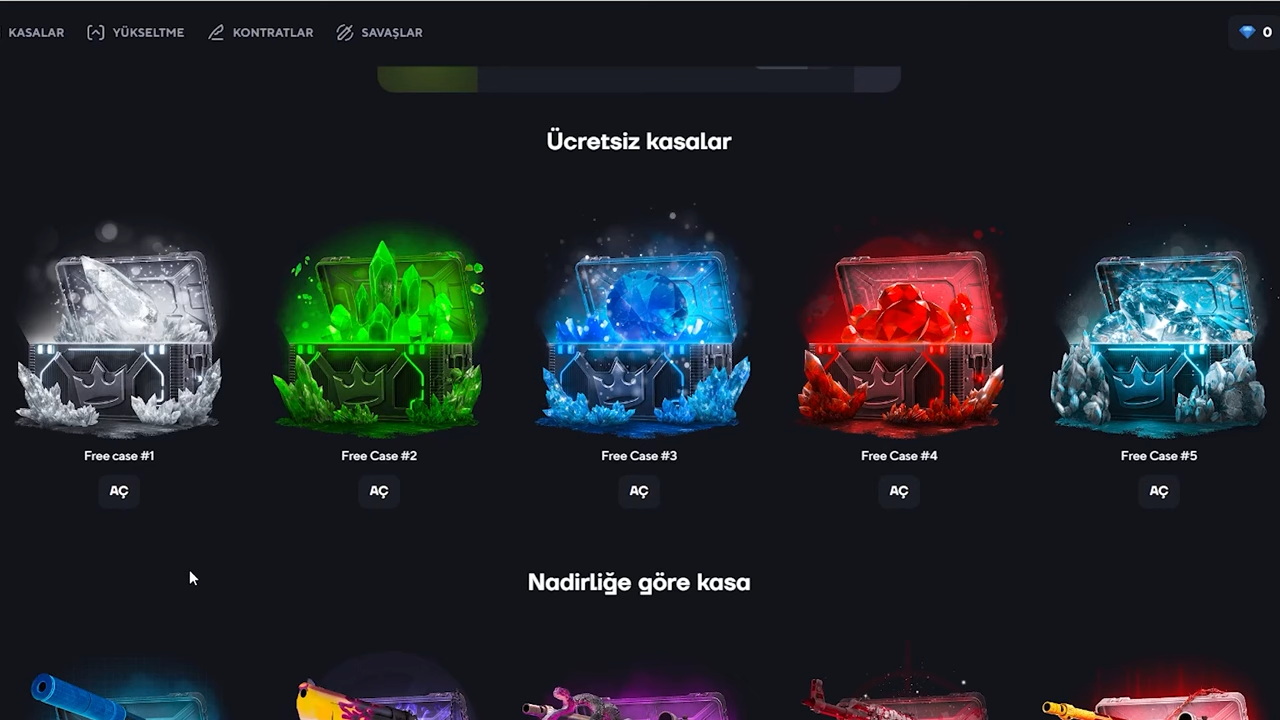 KASALAR YÜKSELTME KONTRATLAR SAVAŞLAR 0
Ücretsiz kasalar
Free case #1 Free Case #2 Free Case #3 Free Case #4 Free Case #5
AÇ AÇ AÇ AÇ AÇ
Nadirliğe göre kasa